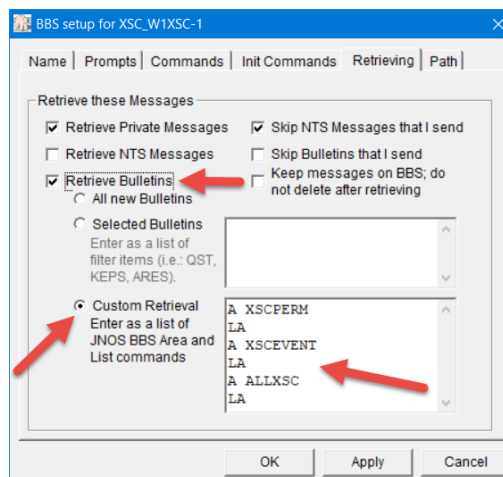 BBS setup for XSC_W1XSC-1
Name Prompts Commands Init Commands Retrieving Path
Retrieve these Messages
Retrieve Private Messages
Skip NTS Messages that I send
Retrieve NTS Messages
Skip Bulletins that I send
Retrieve Bulletins
Keep messages on BBS; do
not delete after retrieving
All new Bulletins
Selected Bulletins
Enter as a list of
filter items (i.e.: QST,
KEPS, ARES).
Custom Retrieval
Enter as a list of
JNOS BBS Area and
List commands
A XSCPERM
LA
A XSCEVENT
LA
A ALLXSC
LA
OK Apply Cancel